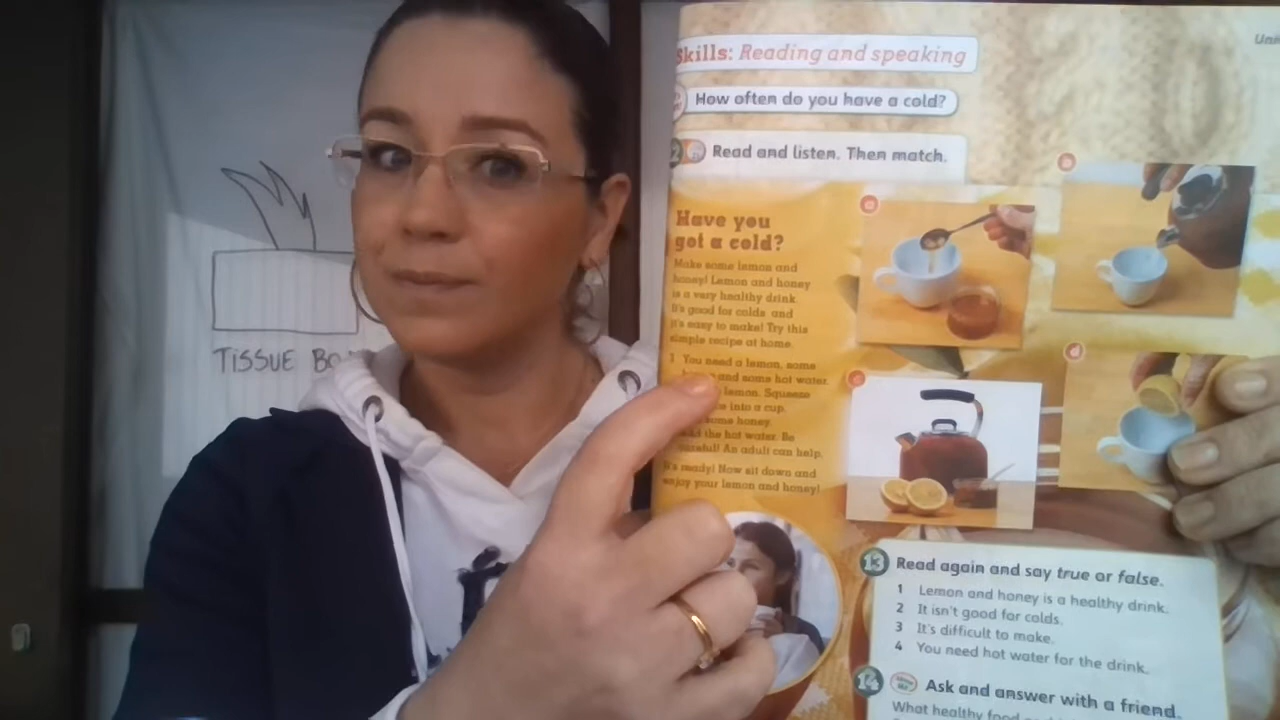 Unit
Skills: Reading and speaking
How often do you have a cold?
Read and listen. Then match.
Have you
got a cold?
Make some lemon and
honey! Lemon and honey
is a very healthy drink.
It's good for colds and
it's easy to make! Try this
simple recipe at home.
1 You need a lemon, some
and some hot water.
lemon. Squeeze
into a cup.
some honey.
the hot water. Be
careful! An adult can help.
It's ready! Now sit down and
enjoy your lemon and honey!
a
b
c
d
13 Read again and say true or false.
1 Lemon and honey is a healthy drink.
2 It isn't good for colds.
3 It's difficult to make.
4 You need hot water for the drink.
14 Ask and answer with a friend.
What healthy food
TISSUE BO